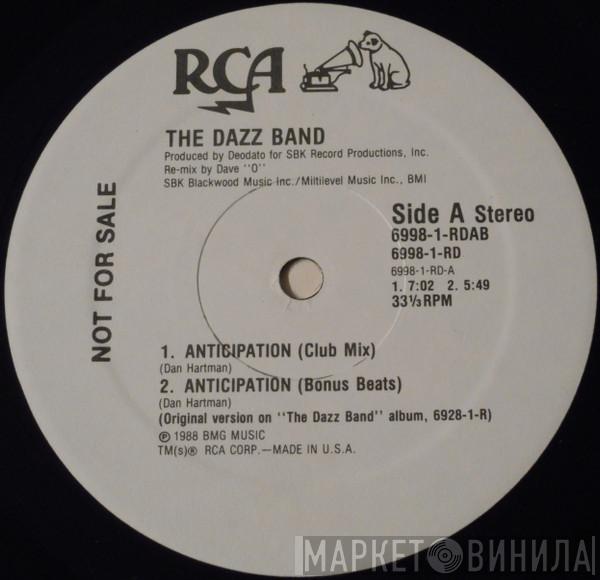 RCA
THE DAZZ BAND
Produced by Deodato for SBK Record Productions, Inc.
Re-mix by Dave "O"
SBK Blackwood Music Inc./Miltilevel Music Inc., BMI
NOT FOR SALE
Side A Stereo
6998-1-RDAB
6998-1-RD
6998-1-RD-A
1. 7:02 2. 5:49
33⅓ RPM
1. ANTICIPATION (Club Mix)
(Dan Hartman)
2. ANTICIPATION (Bonus Beats)
(Dan Hartman)
(Original version on "The Dazz Band" album, 6928-1-R)
℗ 1988 BMG MUSIC
TM(s)® RCA CORP.—MADE IN U.S.A.
МАРКЕТ ВИНИЛА